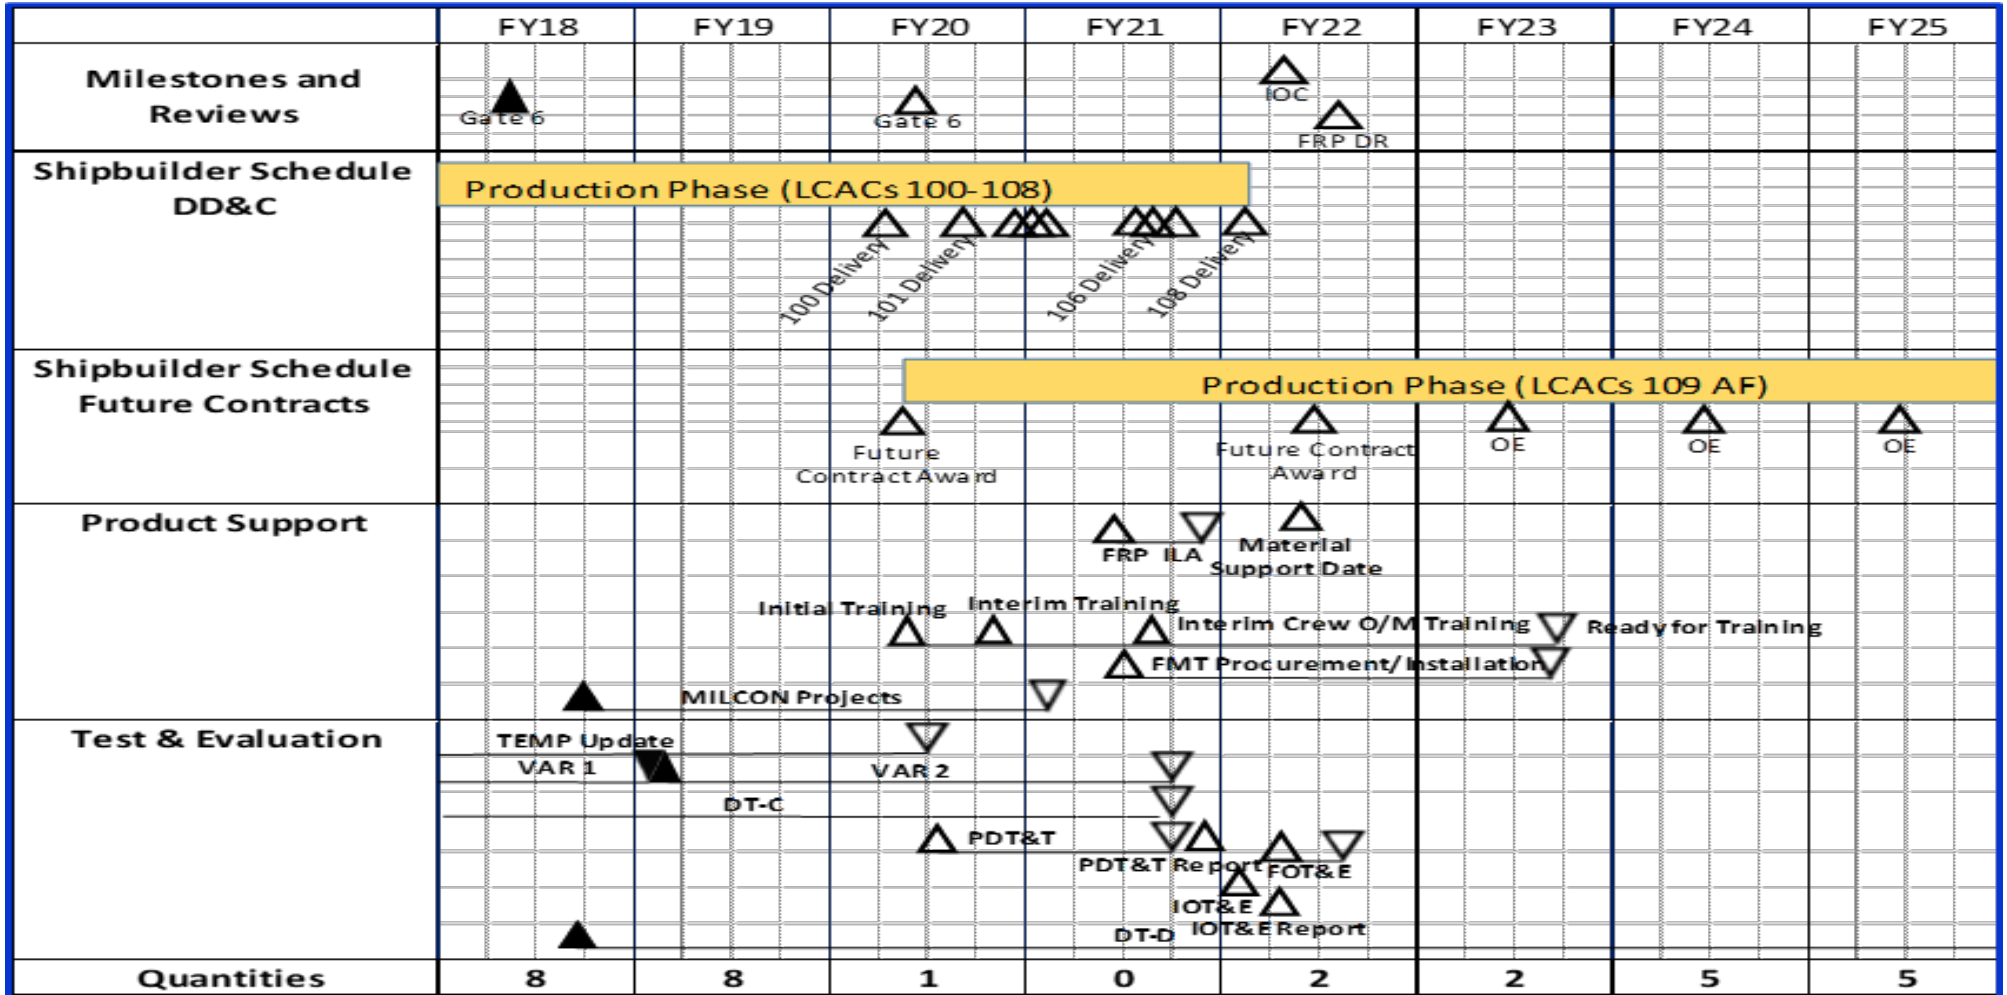 FY18 FY19 FY20 FY21 FY22 FY23 FY24 FY25
Milestones and
Reviews
Gate 6
Gate 6
IOC
FRP DR
Shipbuilder Schedule
DD&C
Production Phase (LCACs 100-108)
100 Delivery
101 Delivery
106 Delivery
108 Delivery
Shipbuilder Schedule
Future Contracts
Production Phase (LCACs 109 AF)
Future
Contract Award
Future Contract
Award
OE
OE
OE
Product Support
FRP ILA
Material
Support Date
Initial Training
Interim Training
Interim Crew O/M Training
Ready for Training
FMT Procurement/Installation
MILCON Projects
Test & Evaluation
TEMP Update
VAR 1
VAR 2
DT-C
PDT&T
PDT&T Report
FOT&E
IOT&E
IOT&E Report
DT-D
Quantities 8 8 1 0 2 2 5 5